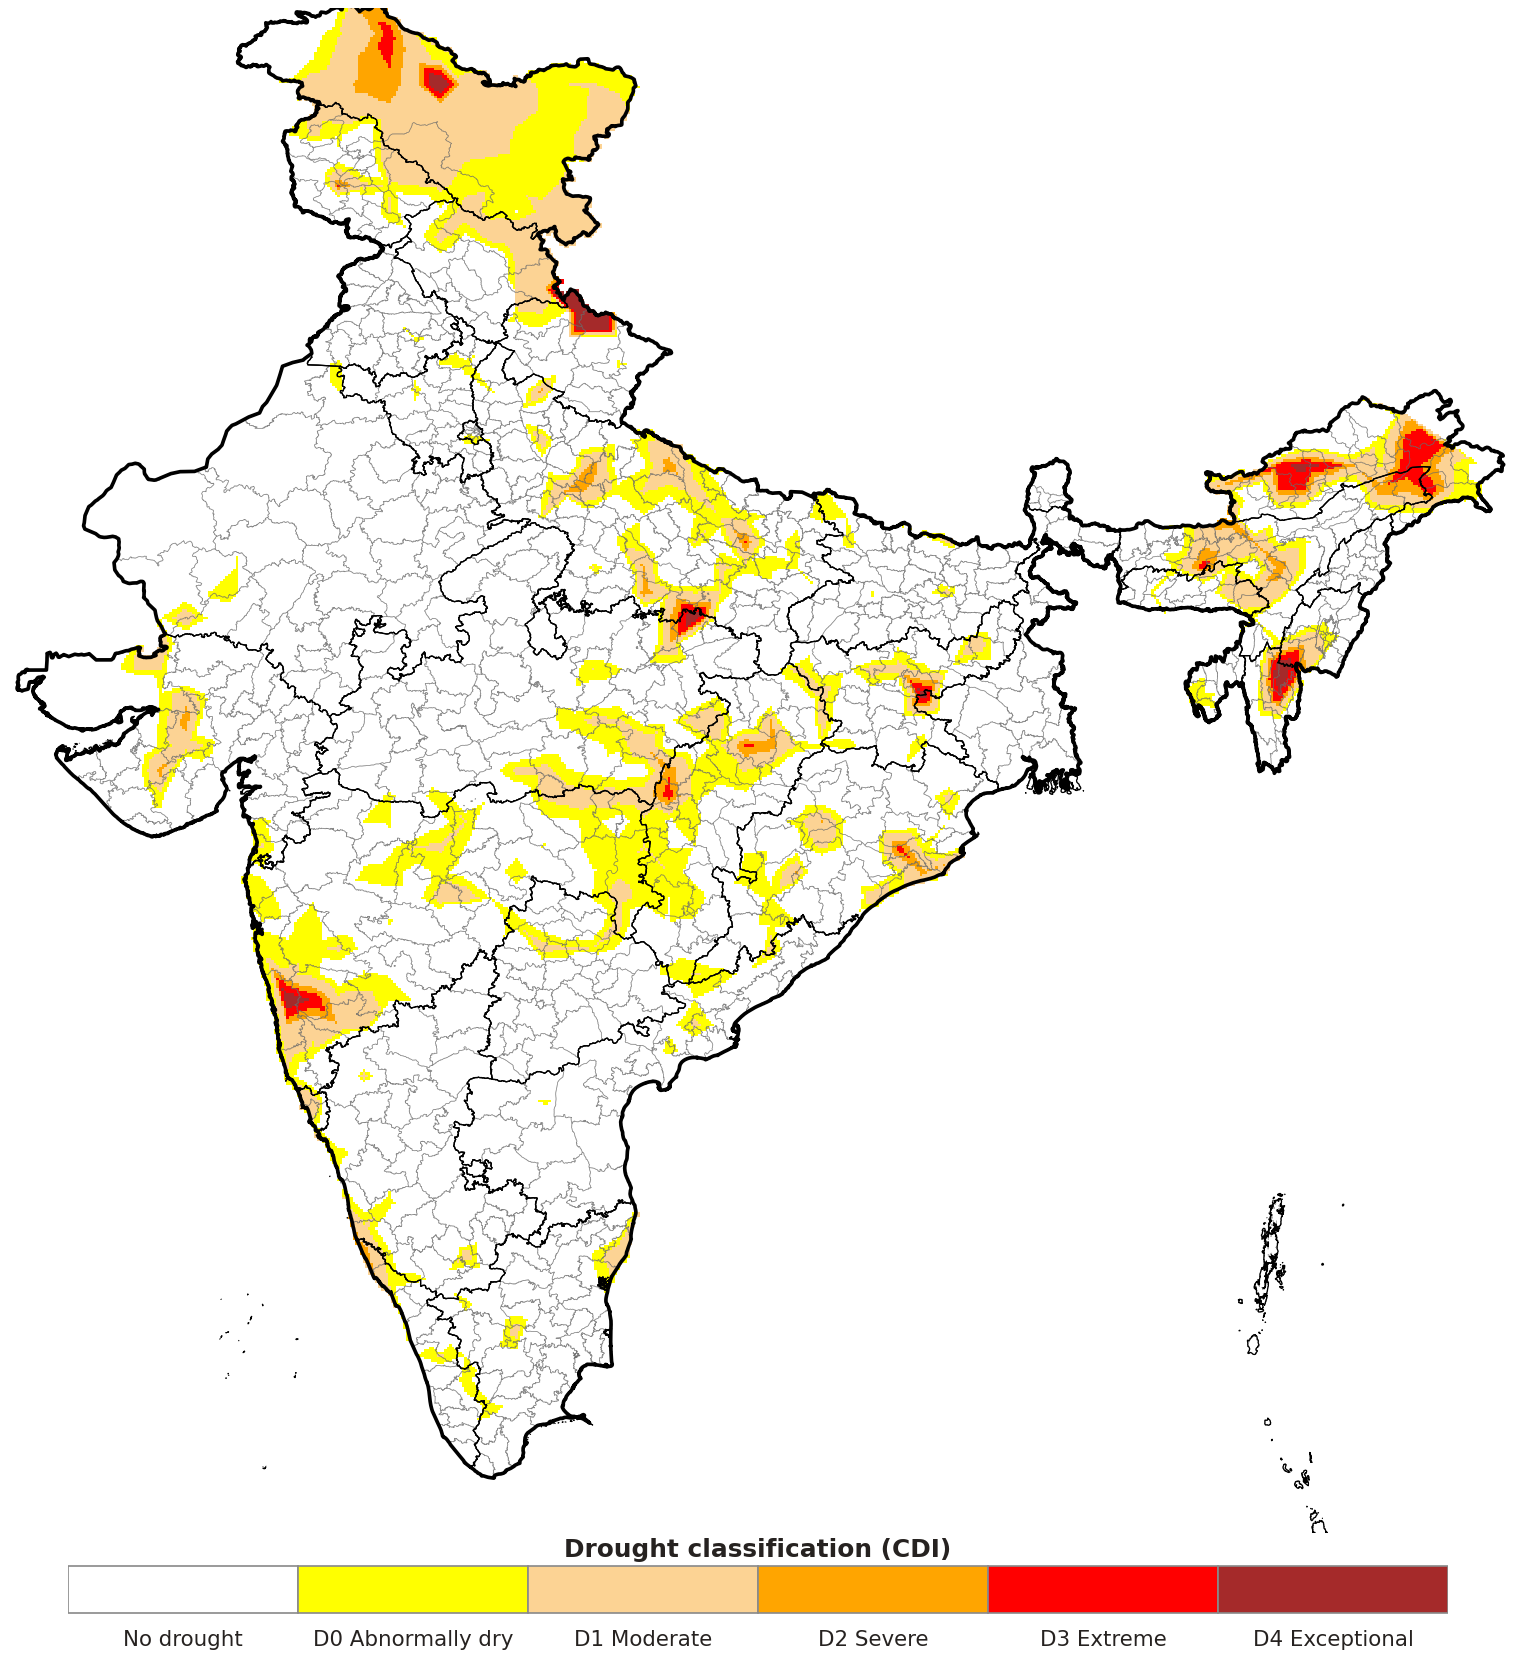 Drought classification (CDI)
No drought
D0 Abnormally dry
D1 Moderate
D2 Severe
D3 Extreme
D4 Exceptional